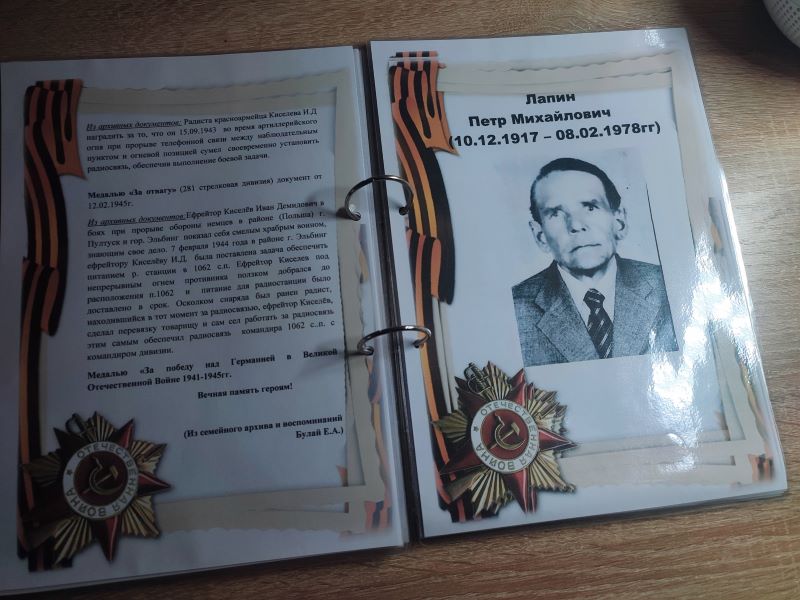 Из архивных документов: Радиста красноармейца Киселева И.Д
наградить за то, что он 15.09.1943 во время артиллерийского
огня при прорыве телефонной связи между наблюдательным
пунктом и огневой позицией сумел своевременно установить
радиосвязь, обеспечив выполнение боевой задачи.
Медалью «За отвагу» (281 стрелковая дивизия) документ от
12.02.1945г.
Из архивных документов Ефрейтор Киселёв Иван Демидович в
боях при прорыве обороны немцев в районе (Польша) г.
Пултуск и гор. Эльбинг показал себя смелым храбрым воином,
знающим свое дело. 7 февраля 1944 года в районе г. Эльбинг
ефрейтору Киселёву И.Д. была поставлена задача обеспечить
питанием р. станции в 1062 с.п. Ефрейтор Киселев под
непрерывным огнем противника ползком добрался до
расположения п.1062 и питание для радиостанции было
доставлено в срок. Осколком снаряда был ранен радист,
находившийся в тот момент за радиосвязью, ефрейтор Киселёв,
сделал перевязку товарищу и сам сел работать за радиосвязь
этим самым обеспечил радиосвязь командира 1062 с..п. с
командиром дивизии.
Медалью «За победу над Германией в Великой
Отечественной Войне 1941-1945гг.
Вечная память героям!
(Из семейного архива и воспоминаний
Булай Е.А.)
ОТЕЧЕСТВЕННАЯ ВОЙНА
Лапин
Петр Михайлович
(10.12.1917 – 08.02.1978гг)
ОТЕЧЕСТВЕННАЯ ВОЙНА